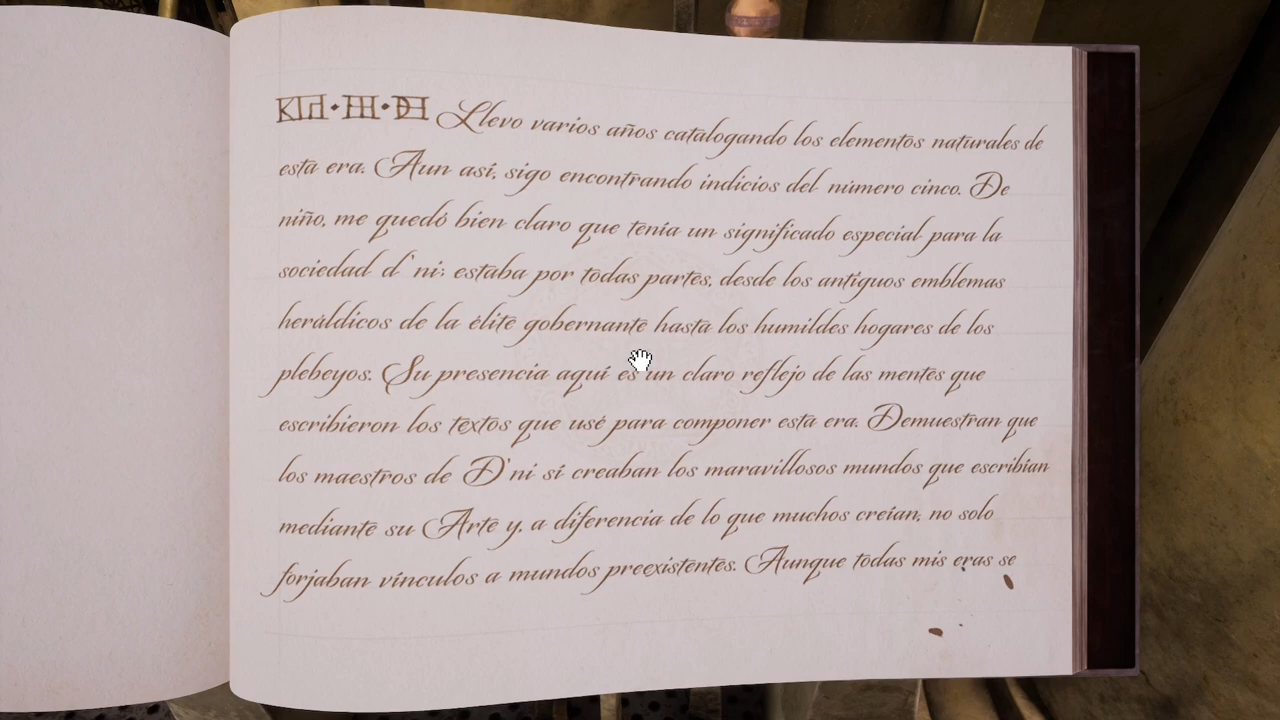 Llevo varios años catalogando los elementos naturales de
esta era. Aun así, sigo encontrando indicios del número cinco. De
niño, me quedó bien claro que tenía un significado especial para la
sociedad d'ni: estaba por todas partes, desde los antiguos emblemas
heráldicos de la élite gobernante hasta los humildes hogares de los
plebeyos. Su presencia aquí es un claro reflejo de las mentes que
escribieron los textos que usé para componer esta era. Demuestran que
los maestros de D'ni sí creaban los maravillosos mundos que escribían
mediante su Arte y, a diferencia de lo que muchos creían, no solo
forjaban vínculos a mundos preexistentes. Aunque todas mis eras se